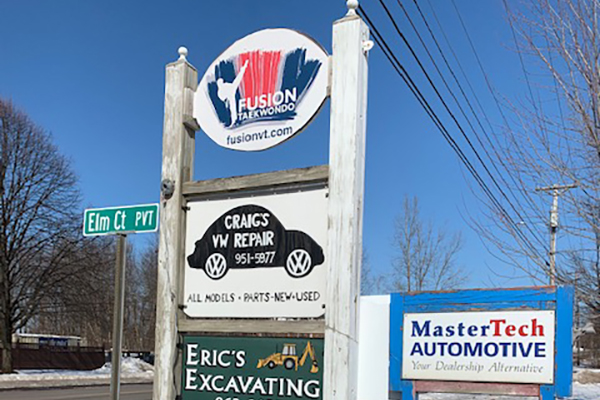 FUSION
TAEKWONDO
fusionvt.com
Elm Ct PVT
CRAIG'S
VW REPAIR
951-5977
ALL MODELS • PARTS-NEW & USED
ERIC'S
EXCAVATING
MasterTech
AUTOMOTIVE
Your Dealership Alternative